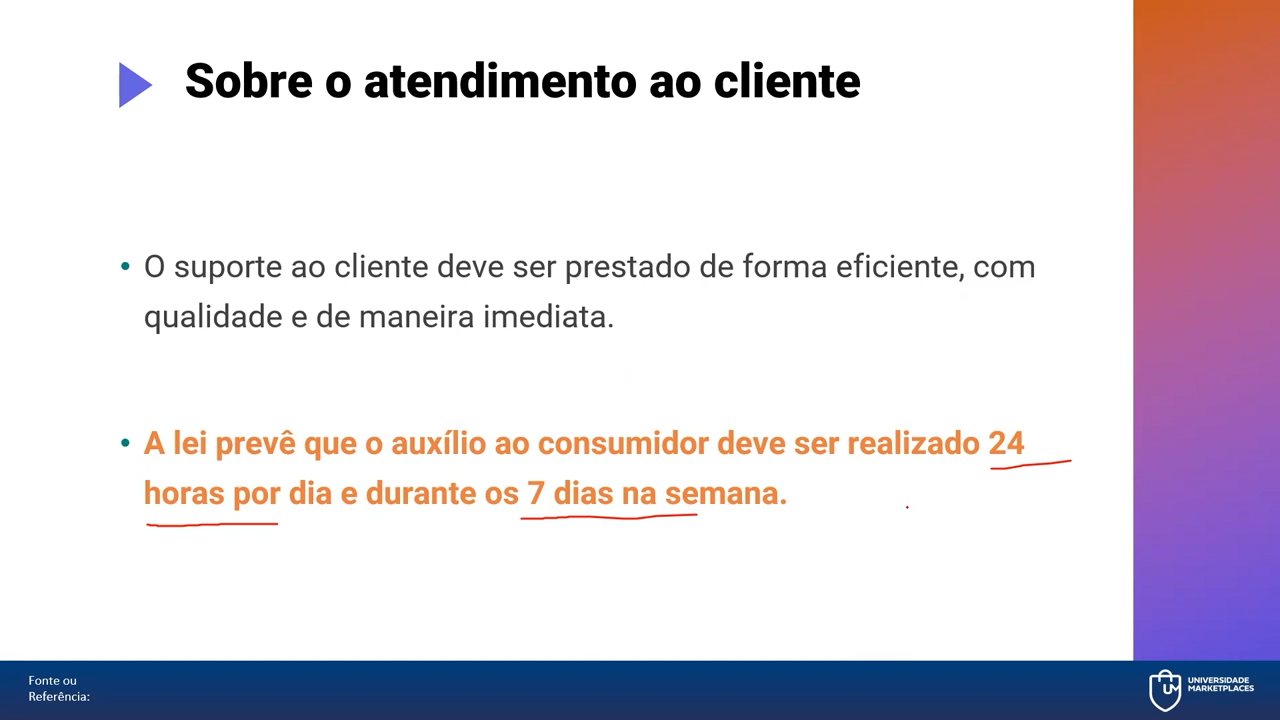 Sobre o atendimento ao cliente
• O suporte ao cliente deve ser prestado de forma eficiente, com
qualidade e de maneira imediata.
• A lei prevê que o auxílio ao consumidor deve ser realizado 24
horas por dia e durante os 7 dias na semana.
Fonte ou
Referência:
UM
UNIVERSIDADE
MARKETPLACES